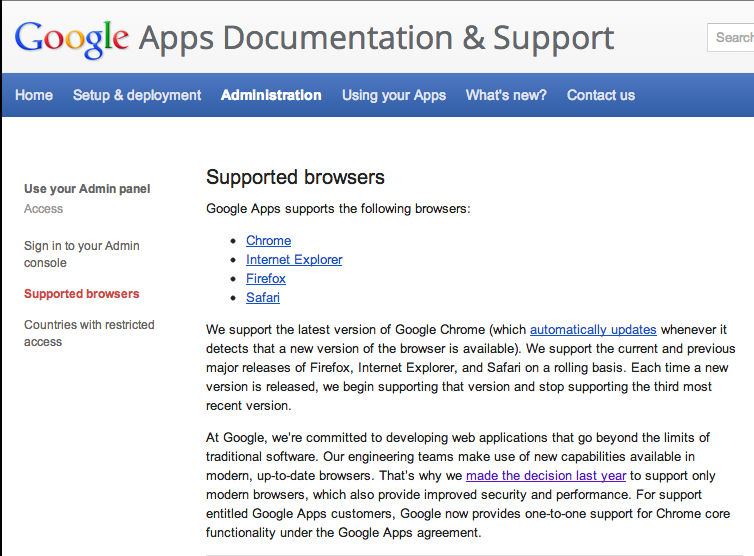 Google Apps Documentation & Support
Search
Home Setup & deployment Administration Using your Apps What's new? Contact us
Use your Admin panel
Access
Sign in to your Admin
console
Supported browsers
Countries with restricted
access
Supported browsers
Google Apps supports the following browsers:
• Chrome
• Internet Explorer
• Firefox
• Safari
We support the latest version of Google Chrome (which automatically updates whenever it
detects that a new version of the browser is available). We support the current and previous
major releases of Firefox, Internet Explorer, and Safari on a rolling basis. Each time a new
version is released, we begin supporting that version and stop supporting the third most
recent version.
At Google, we're committed to developing web applications that go beyond the limits of
traditional software. Our engineering teams make use of new capabilities available in
modern, up-to-date browsers. That's why we made the decision last year to support only
modern browsers, which also provide improved security and performance. For support
entitled Google Apps customers, Google now provides one-to-one support for Chrome core
functionality under the Google Apps agreement.